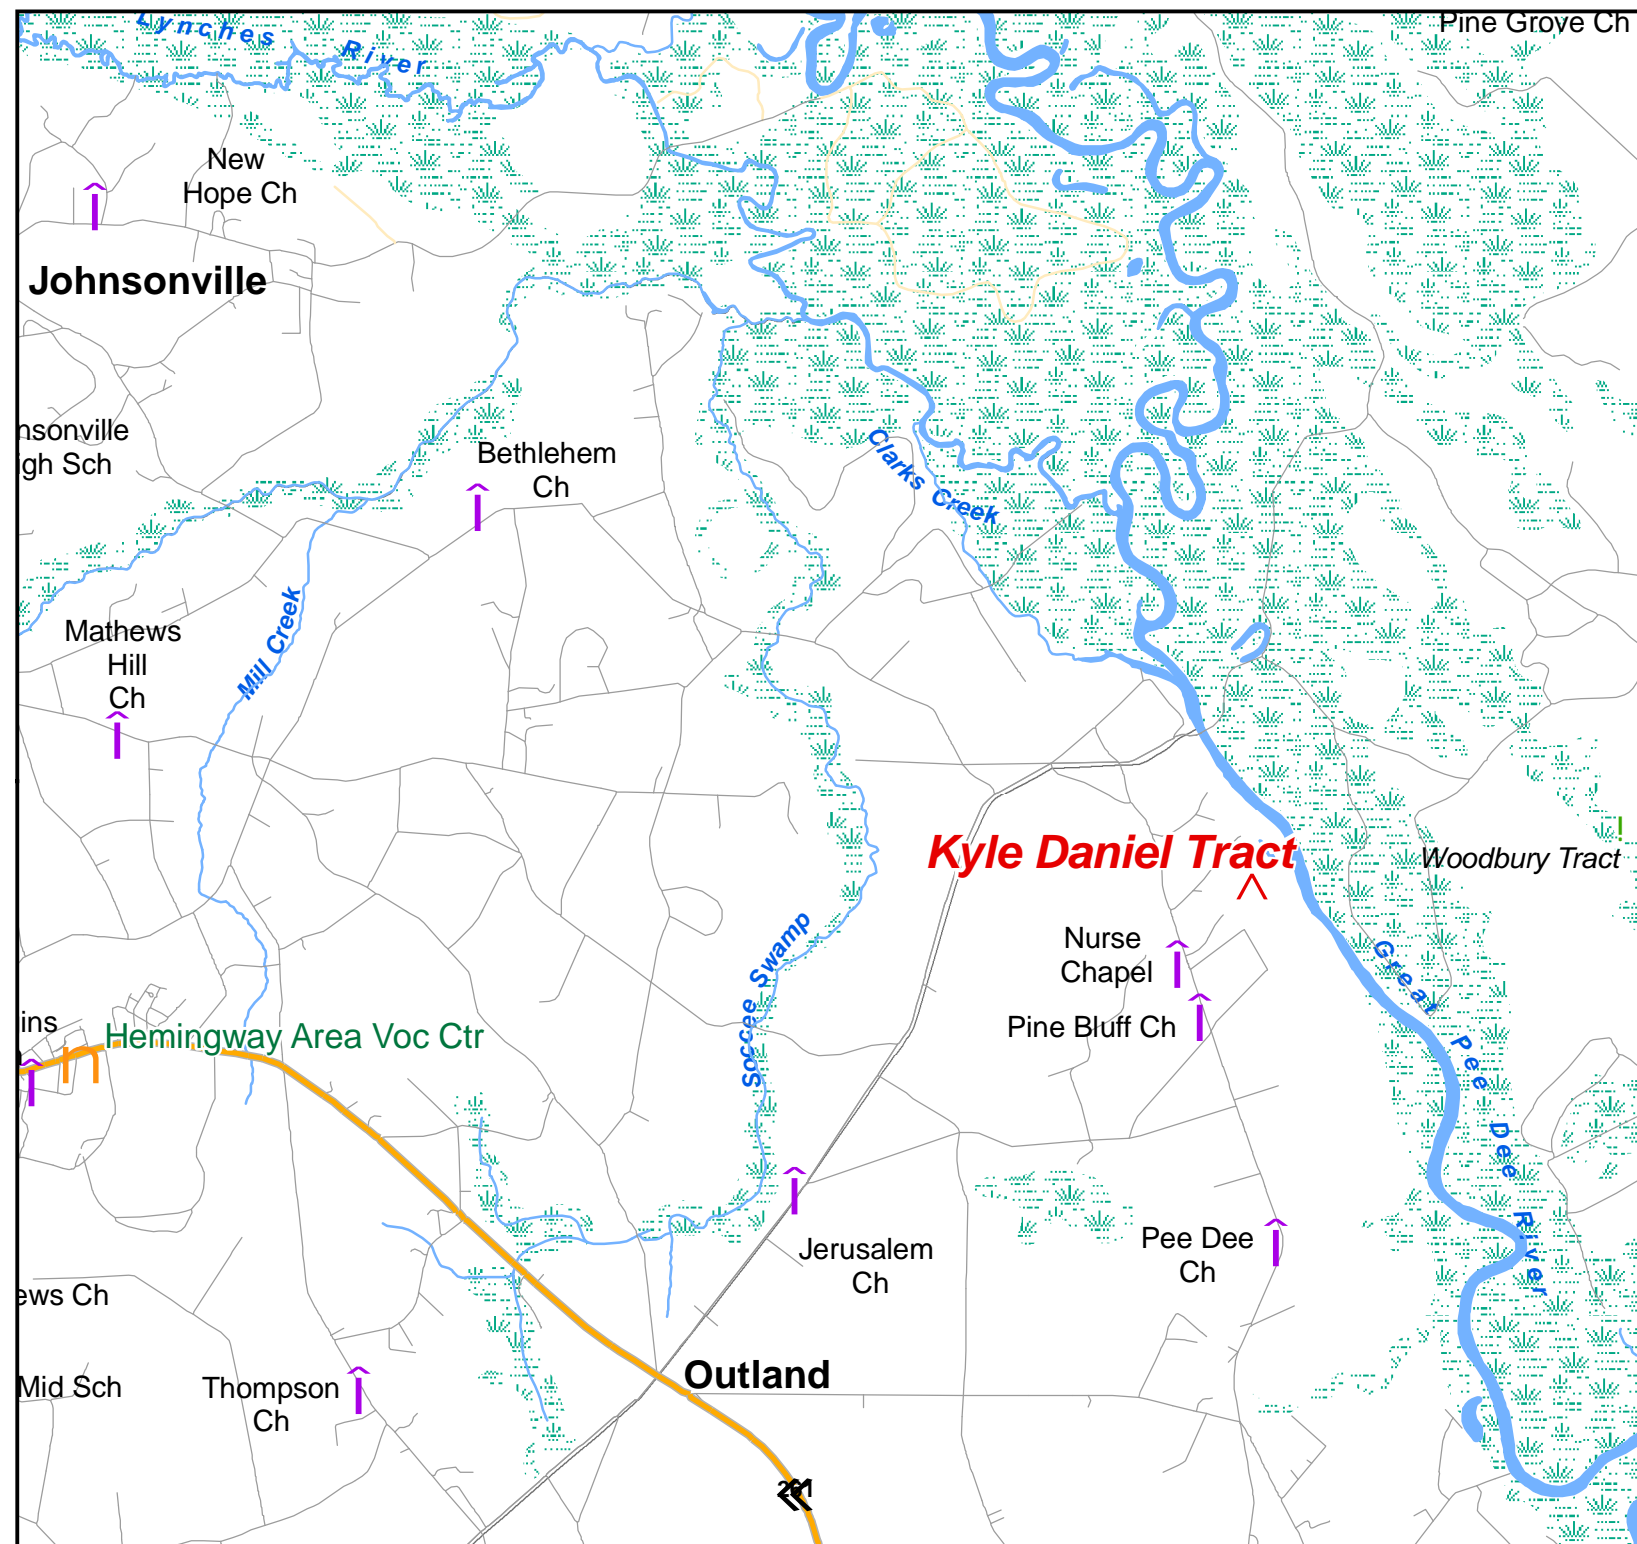 Lynches River
Pine Grove Ch
New
Hope Ch
Johnsonville
nsonville
igh Sch
Bethlehem
Ch
Clarks Creek
Mill Creek
Mathews
Hill
Ch
Kyle Daniel Tract
Woodbury Tract
Soccee Swamp
Nurse
Chapel
Great Pee Dee River
Pine Bluff Ch
ins
Hemingway Area Voc Ctr
Jerusalem
Ch
Pee Dee
Ch
ews Ch
Mid Sch
Thompson
Ch
Outland